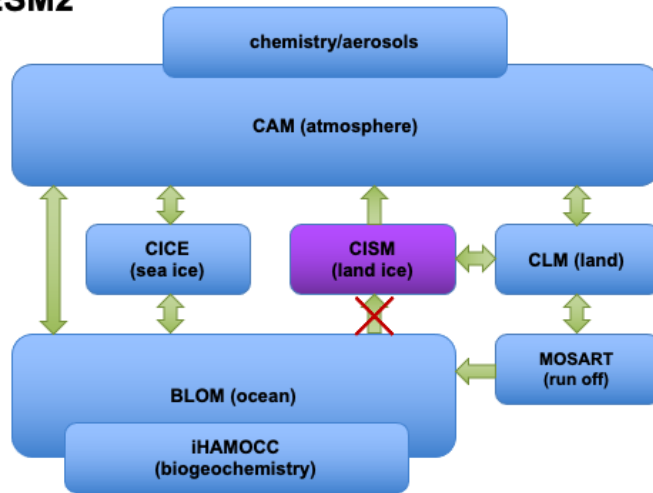 ESM2
chemistry/aerosols
CAM (atmosphere)
CICE
(sea ice)
CISM
(land ice)
CLM (land)
MOSART
(run off)
BLOM (ocean)
iHAMOCC
(biogeochemistry)